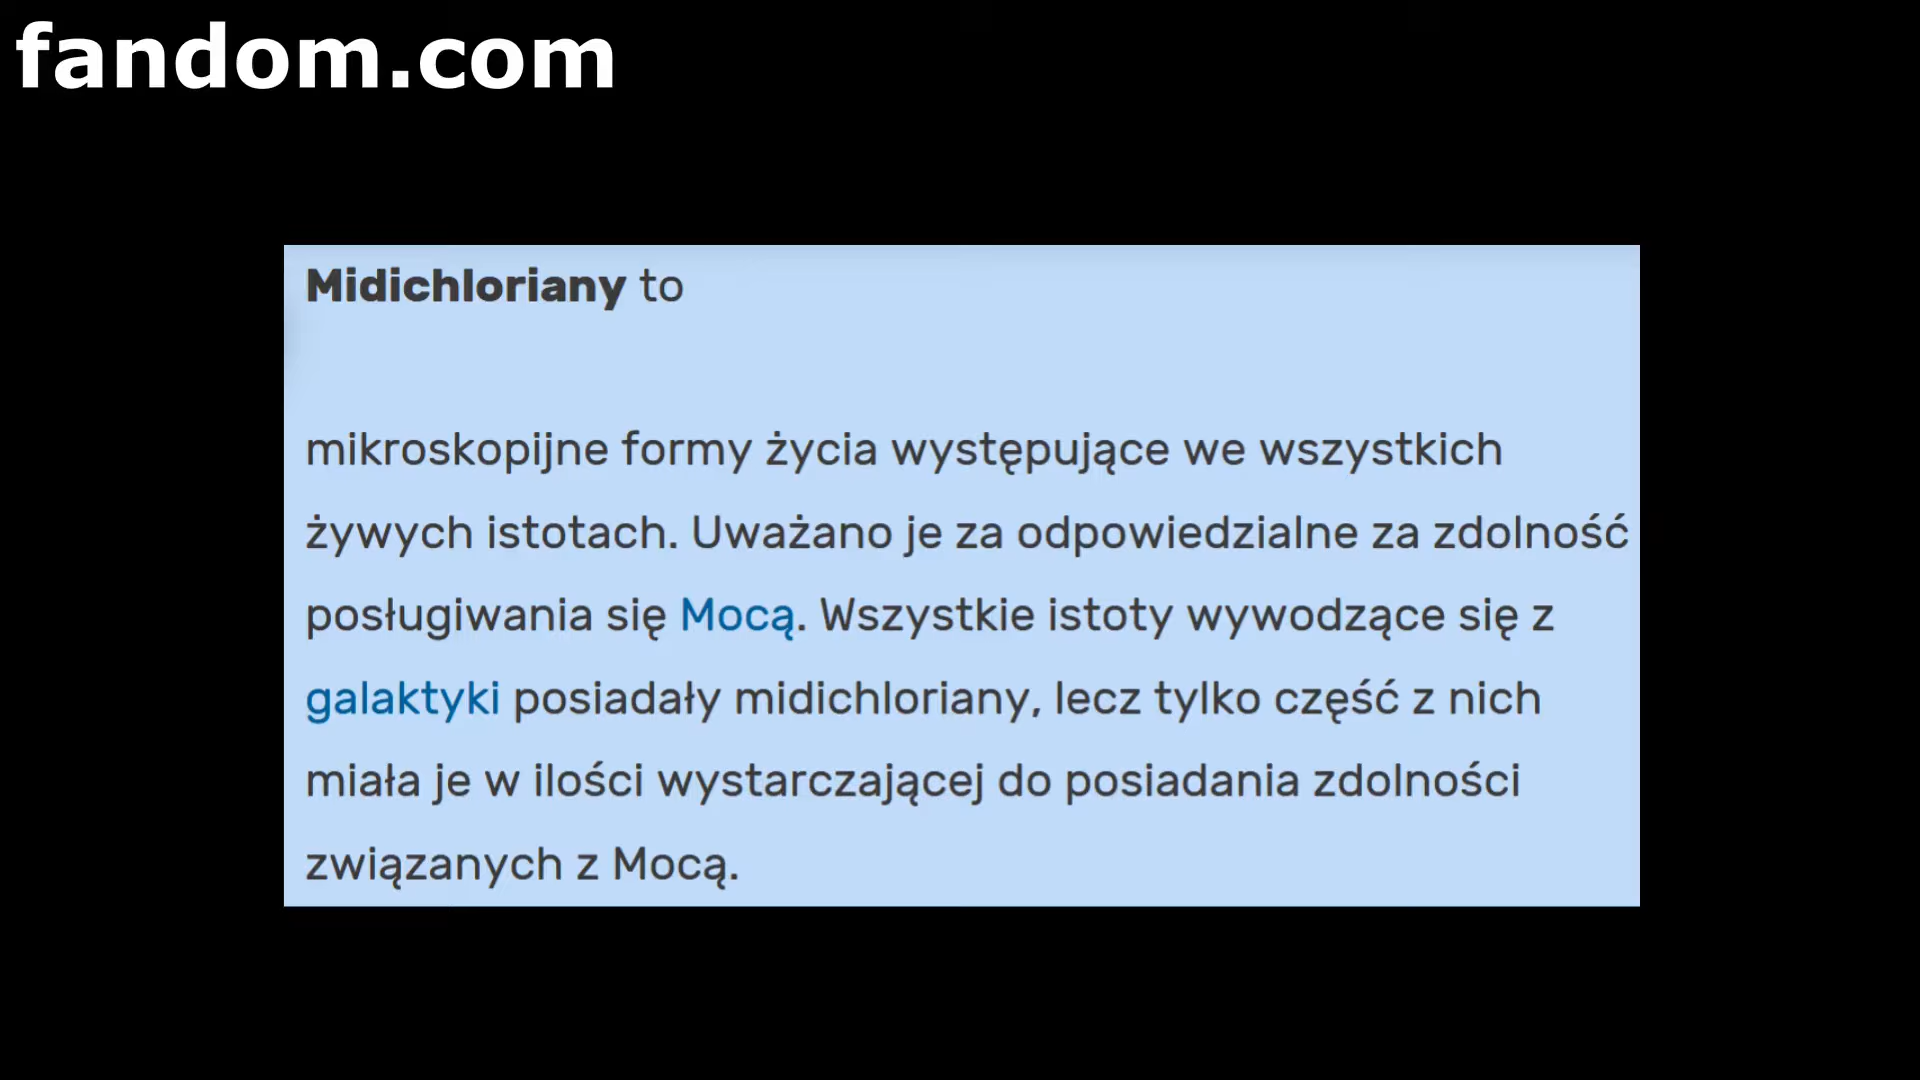 fandom.com
Midichloriany to
mikroskopijne formy życia występujące we wszystkich
żywych istotach. Uważano je za odpowiedzialne za zdolność
posługiwania się Mocą. Wszystkie istoty wywodzące się z
galaktyki posiadały midichloriany, lecz tylko część z nich
miała je w ilości wystarczającej do posiadania zdolności
związanych z Mocą.